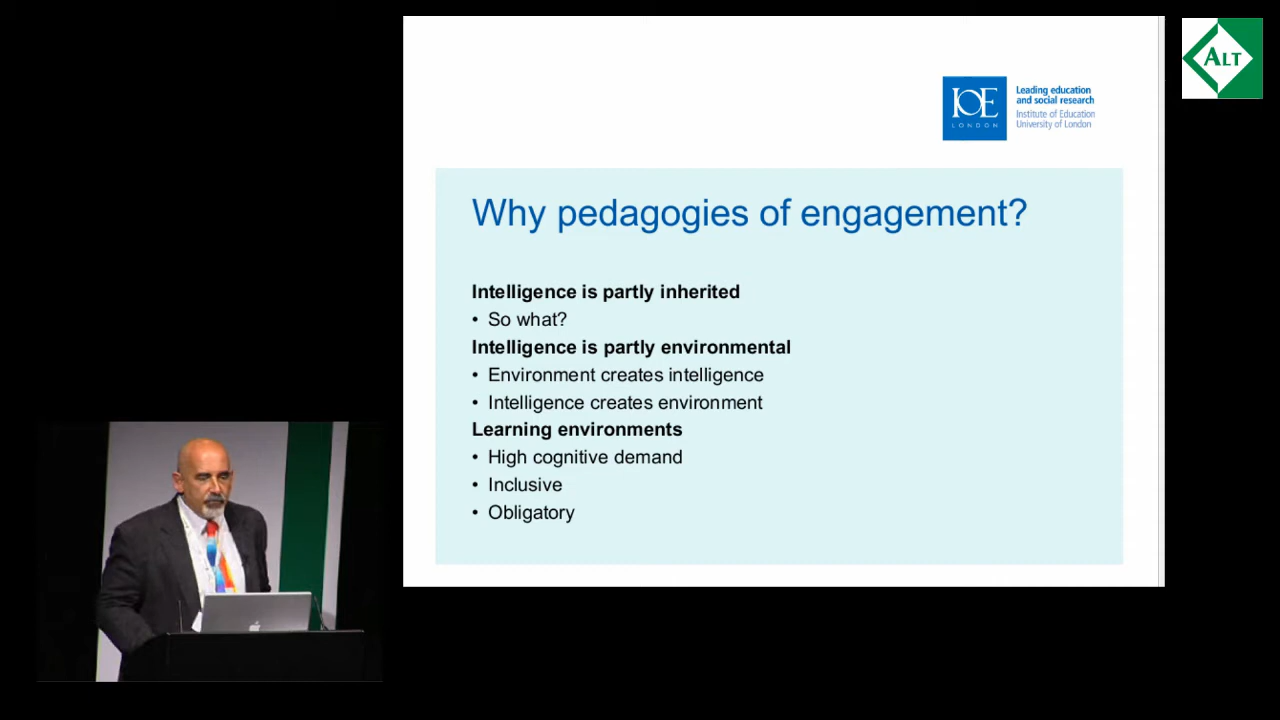 ALT
IOE
LONDON
Leading education
and social research
Institute of Education
University of London
Why pedagogies of engagement?
Intelligence is partly inherited
• So what?
Intelligence is partly environmental
• Environment creates intelligence
• Intelligence creates environment
Learning environments
• High cognitive demand
• Inclusive
• Obligatory